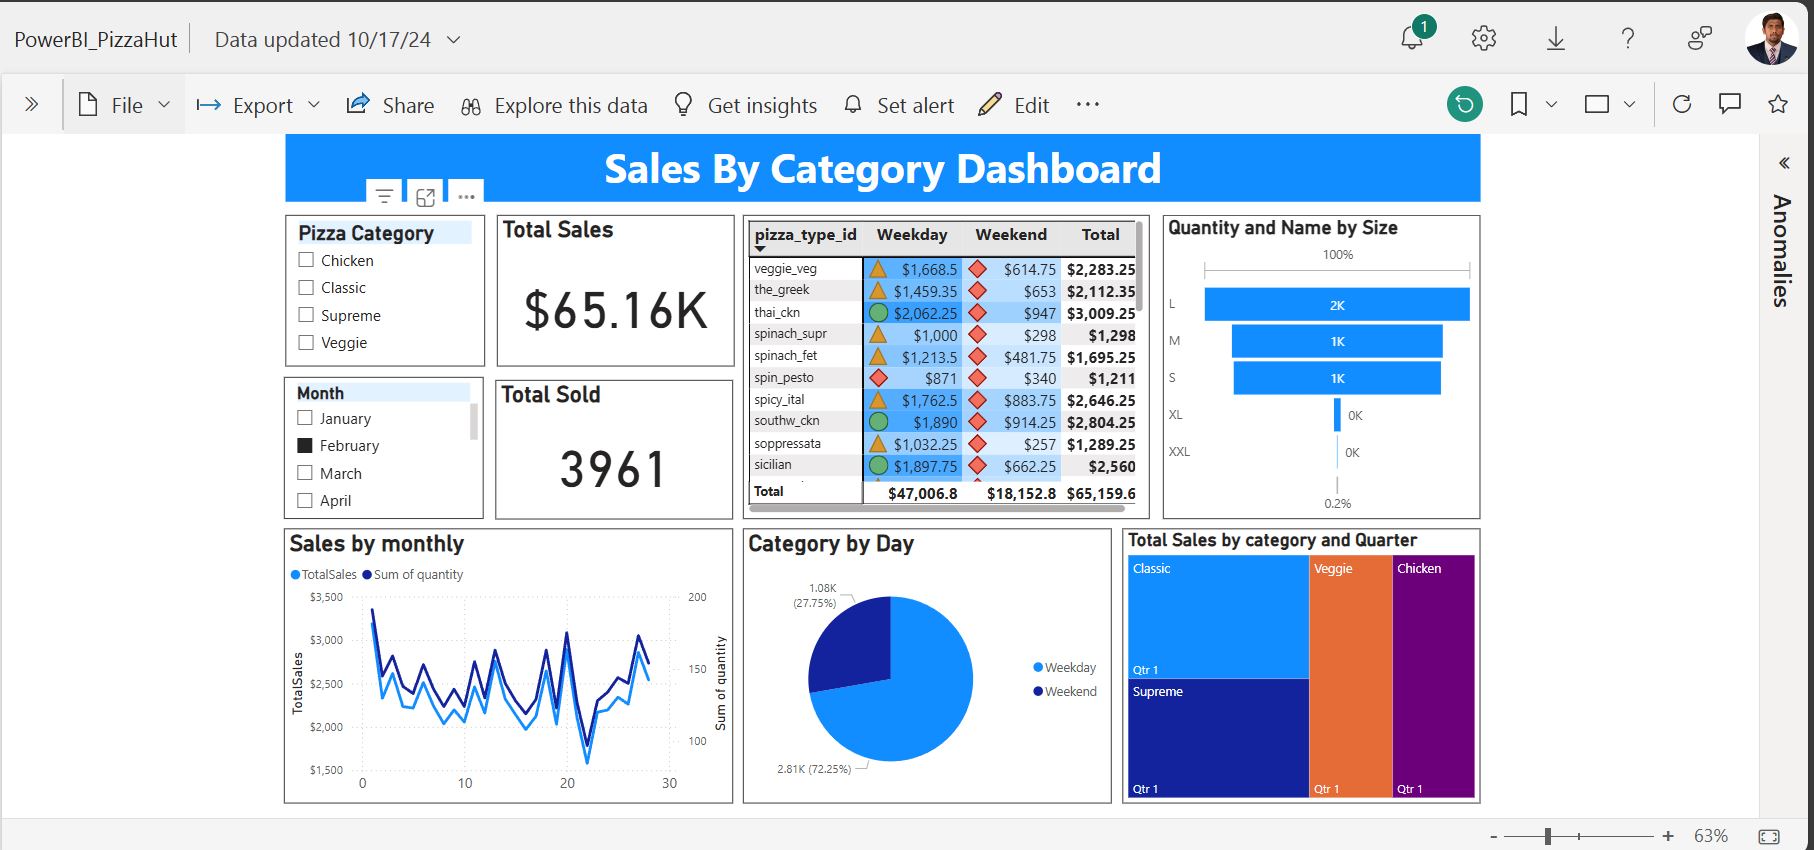 PowerBI_PizzaHut
Data updated 10/17/24
1
?
File
Export
Share
Explore this data
Get insights
Set alert
Edit
Sales By Category Dashboard
Pizza Category
Chicken
Classic
Supreme
Veggie
Total Sales
$65.16K
pizza_type_id Weekday Weekend Total
veggie_veg $1,668.5 $614.75 $2,283.25
the_greek $1,459.35 $653 $2,112.35
thai_ckn $2,062.25 $947 $3,009.25
spinach_supr $1,000 $298 $1,298
spinach_fet $1,213.5 $481.75 $1,695.25
spin_pesto $871 $340 $1,211
spicy_ital $1,762.5 $883.75 $2,646.25
southw_ckn $1,890 $914.25 $2,804.25
soppressata $1,032.25 $257 $1,289.25
sicilian $1,897.75 $662.25 $2,560
Total $47,006.8 $18,152.8 $65,159.6
Quantity and Name by Size
100%
L 2K
M 1K
S 1K
XL 0K
XXL 0K
0.2%
Anomalies
Month
January
February
March
April
Total Sold
3961
Sales by monthly
TotalSales Sum of quantity
$3,500
$3,000
$2,500
$2,000
$1,500
TotalSales
0 10 20 30
200
150
100
Sum of quantity
Category by Day
1.08K
(27.75%)
2.81K (72.25%)
Weekday
Weekend
Total Sales by category and Quarter
Classic
Qtr 1
Supreme
Qtr 1
Veggie
Qtr 1
Chicken
Qtr 1
- + 63%